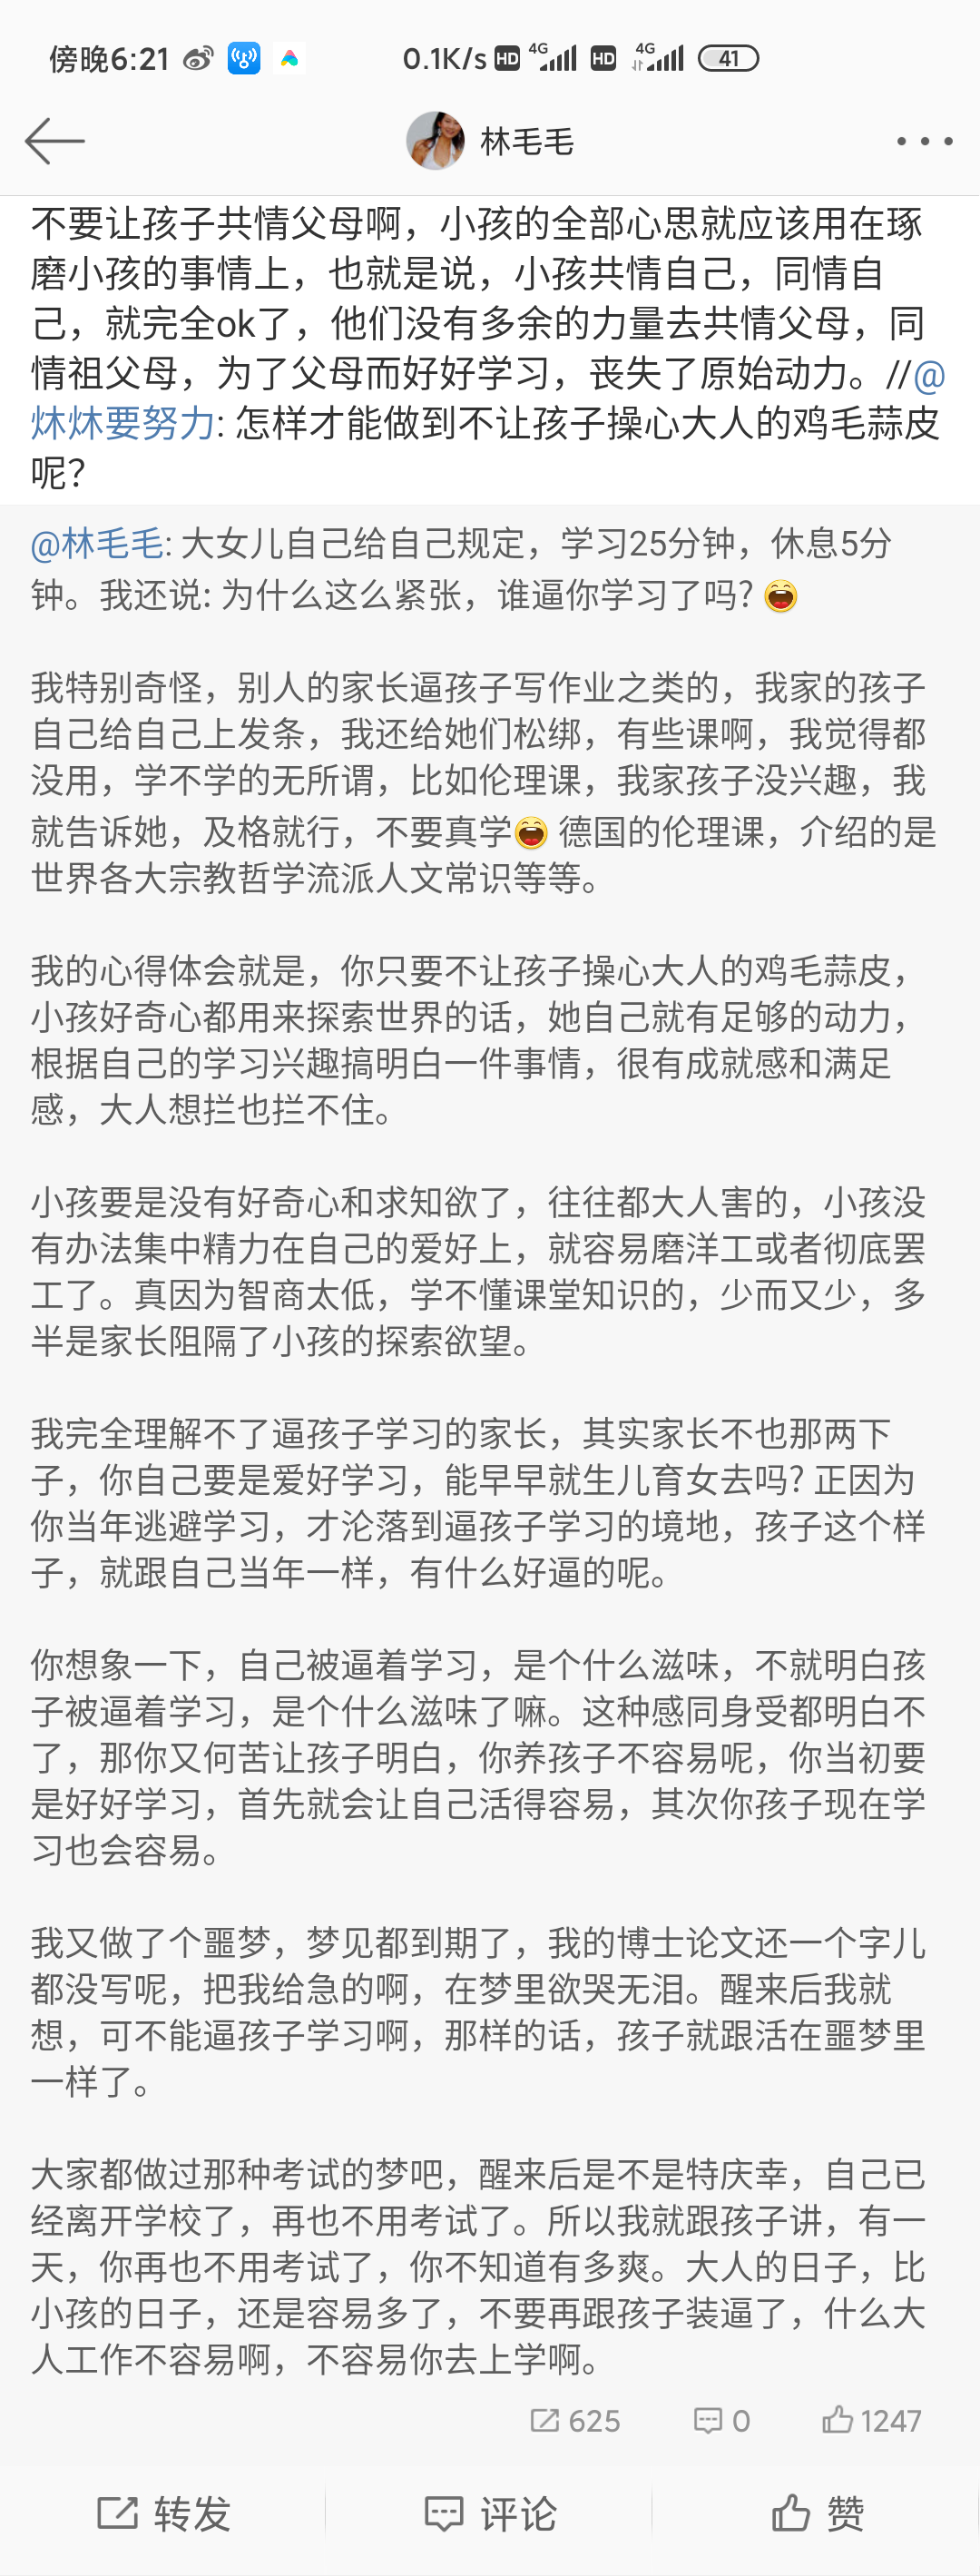 傍晚6:21 0.1K/s HD 4G HD 4G 41
林毛毛
不要让孩子共情父母啊，小孩的全部心思就应该用在琢
磨小孩的事情上，也就是说，小孩共情自己，同情自
己，就完全ok了，他们没有多余的力量去共情父母，同
情祖父母，为了父母而好好学习，丧失了原始动力。//@
炑炑要努力: 怎样才能做到不让孩子操心大人的鸡毛蒜皮
呢?
@林毛毛: 大女儿自己给自己规定，学习25分钟，休息5分
钟。我还说: 为什么这么紧张，谁逼你学习了吗?
我特别奇怪，别人的家长逼孩子写作业之类的，我家的孩子
自己给自己上发条，我还给她们松绑，有些课啊，我觉得都
没用，学不学的无所谓，比如伦理课，我家孩子没兴趣，我
就告诉她，及格就行，不要真学 德国的伦理课，介绍的是
世界各大宗教哲学流派人文常识等等。
我的心得体会就是，你只要不让孩子操心大人的鸡毛蒜皮，
小孩好奇心都用来探索世界的话，她自己就有足够的动力，
根据自己的学习兴趣搞明白一件事情，很有成就感和满足
感，大人想拦也拦不住。
小孩要是没有好奇心和求知欲了，往往都大人害的，小孩没
有办法集中精力在自己的爱好上，就容易磨洋工或者彻底罢
工了。真因为智商太低，学不懂课堂知识的，少而又少，多
半是家长阻隔了小孩的探索欲望。
我完全理解不了逼孩子学习的家长，其实家长不也那两下
子，你自己要是爱好学习，能早早就生儿育女去吗? 正因为
你当年逃避学习，才沦落到逼孩子学习的境地，孩子这个样
子，就跟自己当年一样，有什么好逼的呢。
你想象一下，自己被逼着学习，是个什么滋味，不就明白孩
子被逼着学习，是个什么滋味了嘛。这种感同身受都明白不
了，那你又何苦让孩子明白，你养孩子不容易呢，你当初要
是好好学习，首先就会让自己活得容易，其次你孩子现在学
习也会容易。
我又做了个噩梦，梦见都到期了，我的博士论文还一个字儿
都没写呢，把我给急的啊，在梦里欲哭无泪。醒来后我就
想，可不能逼孩子学习啊，那样的话，孩子就跟活在噩梦里
一样了。
大家都做过那种考试的梦吧，醒来后是不是特庆幸，自己已
经离开学校了，再也不用考试了。所以我就跟孩子讲，有一
天，你再也不用考试了，你不知道有多爽。大人的日子，比
小孩的日子，还是容易多了，不要再跟孩子装逼了，什么大
人工作不容易啊，不容易你去上学啊。
625 0 1247
转发 评论 赞